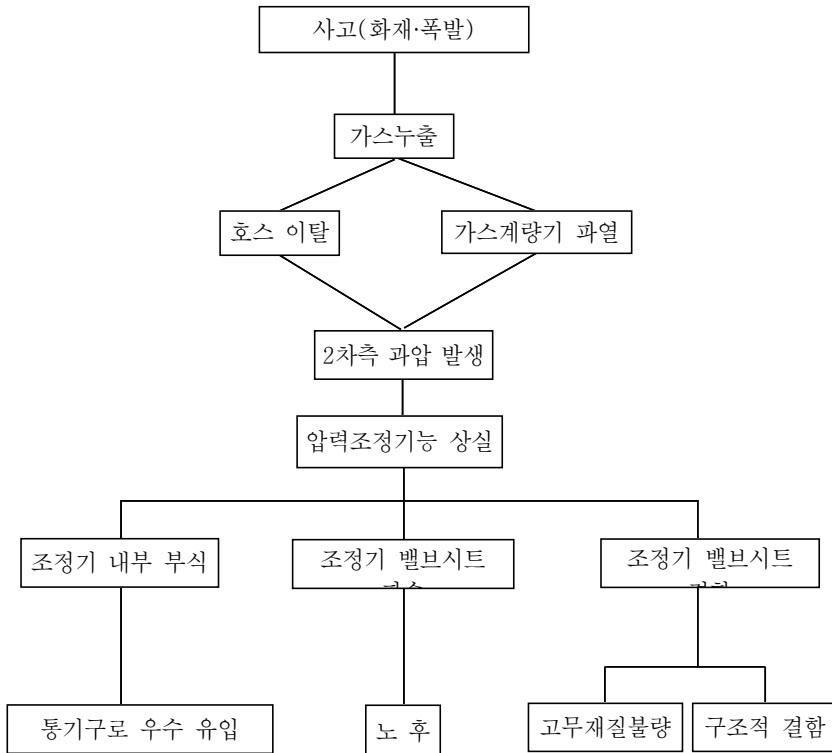 사고(화재·폭발)
가스누출
호스 이탈
가스계량기 파열
2차측 과압 발생
압력조정기능 상실
조정기 내부 부식
조정기 밸브시트
조정기 밸브시트
통기구로 우수 유입
노 후
고무재질불량
구조적 결함